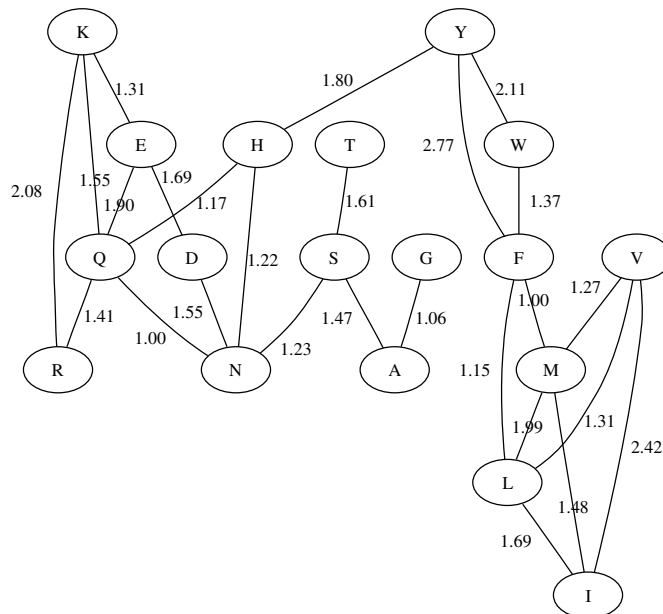 K
Y
1.31
1.80
2.11
E
H
T
W
2.08
1.55
1.90
1.69
1.17
2.77
1.61
1.37
Q
D
S
G
F
V
1.41
1.00
1.55
1.22
1.23
1.47
1.06
1.00
1.27
R
N
A
M
1.15
1.99
1.31
2.42
L
1.69
1.48
I